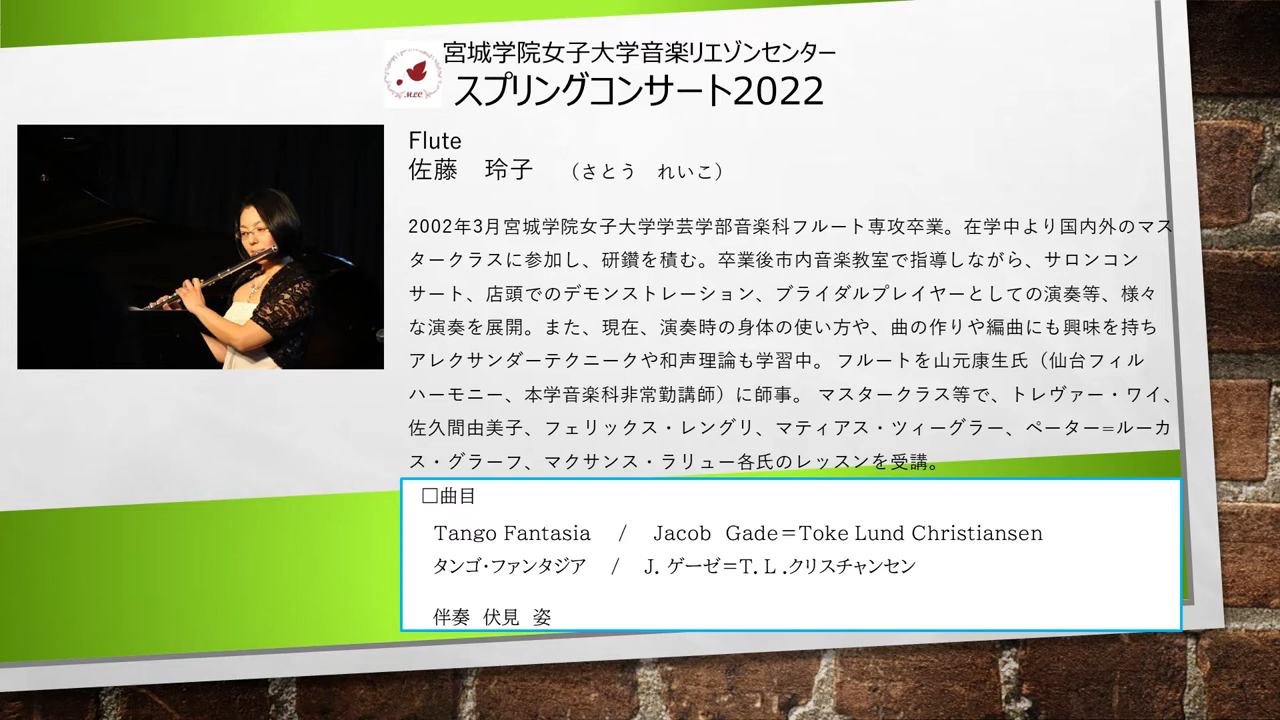 宮城学院女子大学音楽リエゾンセンター
MLC
スプリングコンサート2022
Flute
佐藤　玲子　（さとう　れいこ）
2002年3月宮城学院女子大学学芸学部音楽科フルート専攻卒業。在学中より国内外のマス
タークラスに参加し、研鑽を積む。卒業後市内音楽教室で指導しながら、サロンコン
サート、店頭でのデモンストレーション、ブライダルプレイヤーとしての演奏等、様々
な演奏を展開。また、現在、演奏時の身体の使い方や、曲の作りや編曲にも興味を持ち
アレクサンダーテクニークや和声理論も学習中。 フルートを山元康生氏（仙台フィル
ハーモニー、本学音楽科非常勤講師）に師事。 マスタークラス等で、トレヴァー・ワイ、
佐久間由美子、フェリックス・レングリ、マティアス・ツィーグラー、ペーター=ルーカ
ス・グラーフ、マクサンス・ラリュー各氏のレッスンを受講。
□曲目
Tango Fantasia　/　Jacob Gade＝Toke Lund Christiansen
タンゴ・ファンタジア　/　J. ゲーゼ＝T. L .クリスチャンセン
伴奏　伏見　姿